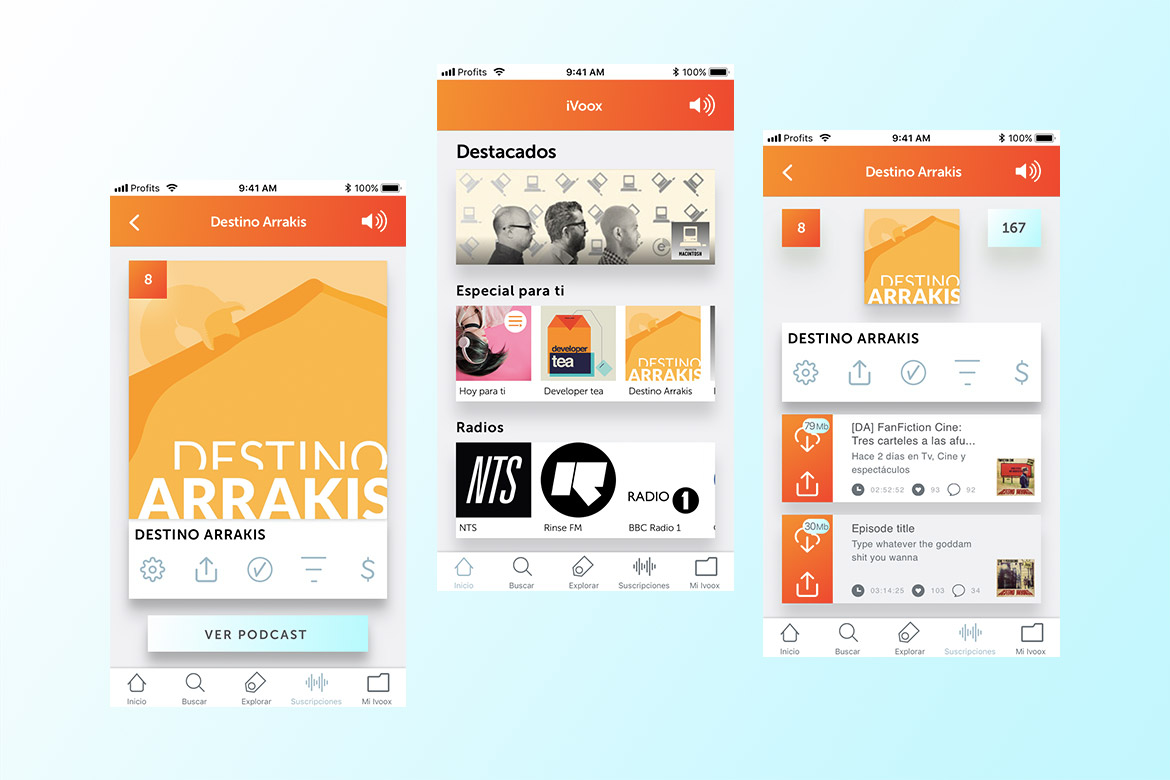 Profits 9:41 AM 100%
Destino Arrakis
8
DESTINO
ARRAKIS
DESTINO ARRAKIS
VER PODCAST
Inicio Buscar Explorar Suscripciones Mi Ivoox
Profits 9:41 AM 100%
iVoox
Destacados
MACINTOSH
Especial para ti
developer
tea
DESTINO
ARRAKIS
Hoy para ti Developer tea Destino Arrakis
Radios
NTS
RADIO 1
NTS Rinse FM BBC Radio 1
Inicio Buscar Explorar Suscripciones Mi Ivoox
Profits 9:41 AM 100%
Destino Arrakis
8 167
DESTINO
ARRAKIS
DESTINO ARRAKIS
79Mb
[DA] FanFiction Cine:
Tres carteles a las afu...
Hace 2 días en Tv, Cine y
espectáculos
02:52:52 93 92
30Mb
Episode title
Type whatever the goddam
shit you wanna
03:14:25 103 34
Inicio Buscar Explorar Suscripciones Mi Ivoox